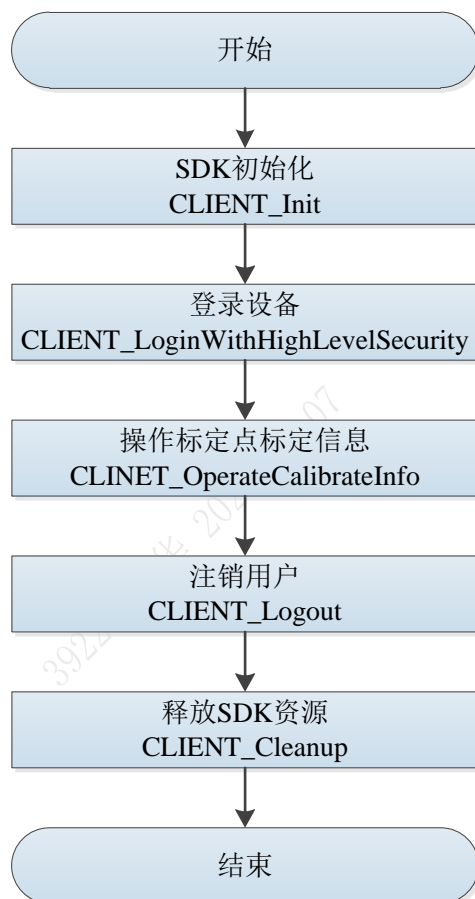 开始
SDK初始化
CLIENT_Init
登录设备
CLIENT_LoginWithHighLevelSecurity
操作标定点标定信息
CLINET_OperateCalibrateInfo
注销用户
CLIENT_Logout
释放SDK资源
CLIENT_Cleanup
结束